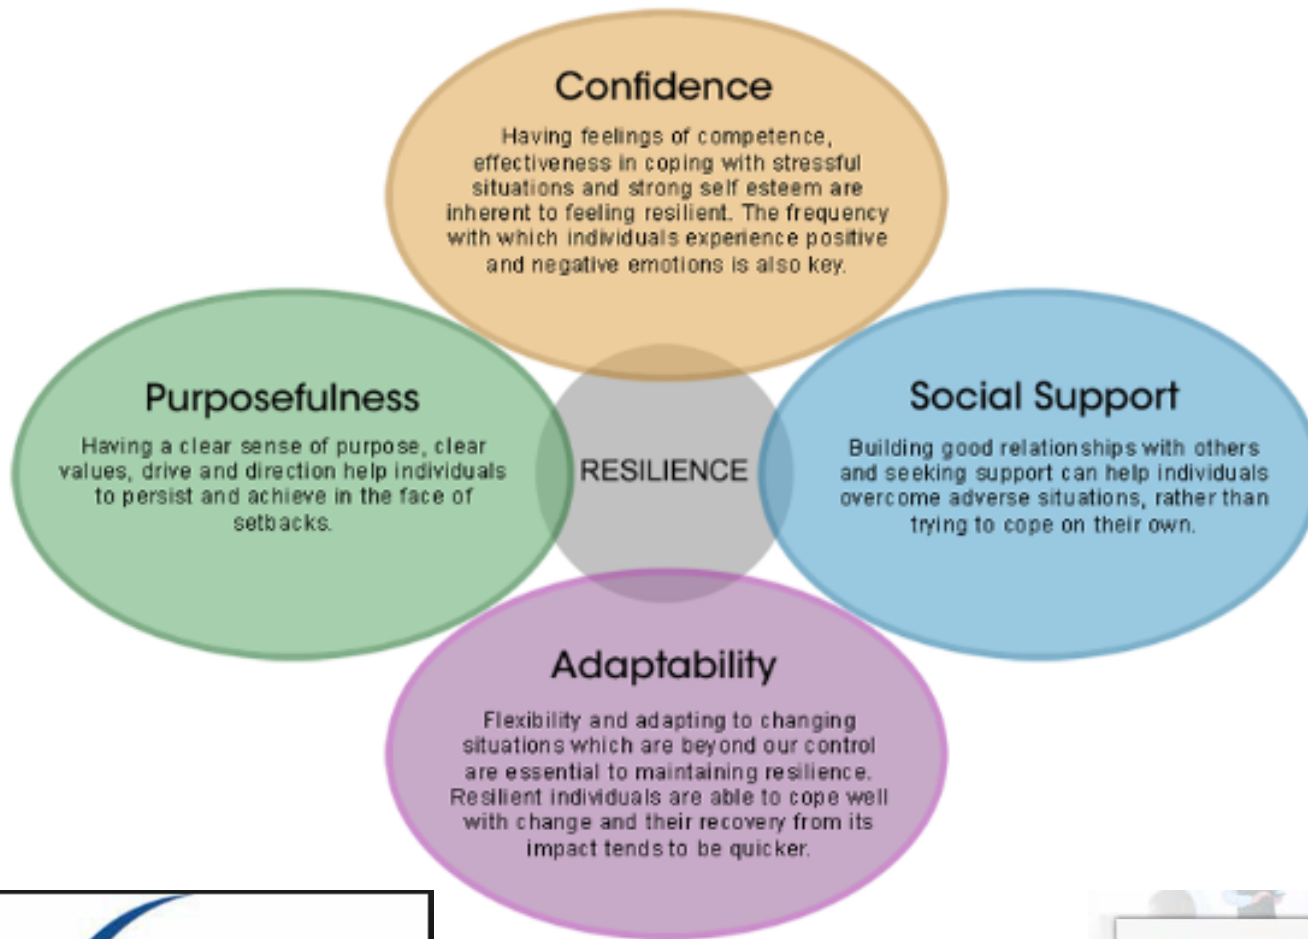 Confidence
Having feelings of competence,
effectiveness in coping with stressful
situations and strong self esteem are
inherent to feeling resilient. The frequency
with which individuals experience positive
and negative emotions is also key.
Purposefulness
Having a clear sense of purpose, clear
values, drive and direction help individuals
to persist and achieve in the face of
setbacks.
RESILIENCE
Social Support
Building good relationships with others
and seeking support can help individuals
overcome adverse situations, rather than
trying to cope on their own.
Adaptability
Flexibility and adapting to changing
situations which are beyond our control
are essential to maintaining resilience.
Resilient individuals are able to cope well
with change and their recovery from its
impact tends to be quicker.